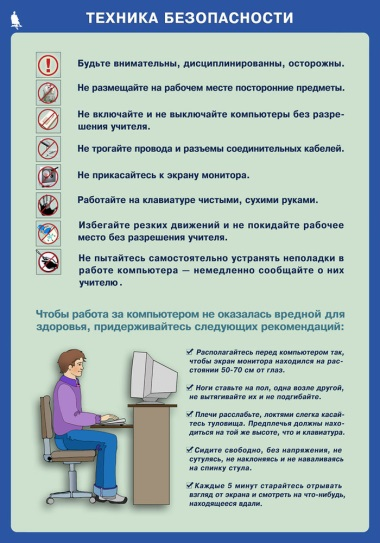 ТЕХНИКА БЕЗОПАСНОСТИ
Будьте внимательны, дисциплинированны, осторожны.
Не размещайте на рабочем месте посторонние предметы.
Не включайте и не выключайте компьютеры без разре-
шения учителя.
Не трогайте провода и разъемы соединительных кабелей.
Не прикасайтесь к экрану монитора.
Работайте на клавиатуре чистыми, сухими руками.
Избегайте резких движений и не покидайте рабочее
место без разрешения учителя.
Не пытайтесь самостоятельно устранять неполадки в
работе компьютера – немедленно сообщайте о них
учителю.
Чтобы работа за компьютером не оказалась вредной для
здоровья, придерживайтесь следующих рекомендаций:
Располагайтесь перед компьютером так,
чтобы экран монитора находился на рас-
стоянии 50-70 см от глаз.
Ноги ставьте на пол, одна возле другой,
не вытягивайте их и не подгибайте.
Плечи расслабьте, локтями слегка касай-
тесь туловища. Предплечья должны нахо-
диться на той же высоте, что и клавиатура.
Сидите свободно, без напряжения, не
сутулясь, не наклоняясь и не наваливаясь
на спинку стула.
Каждые 5 минут старайтесь отрывать
взгляд от экрана и смотреть на что-нибудь,
находящееся вдали.